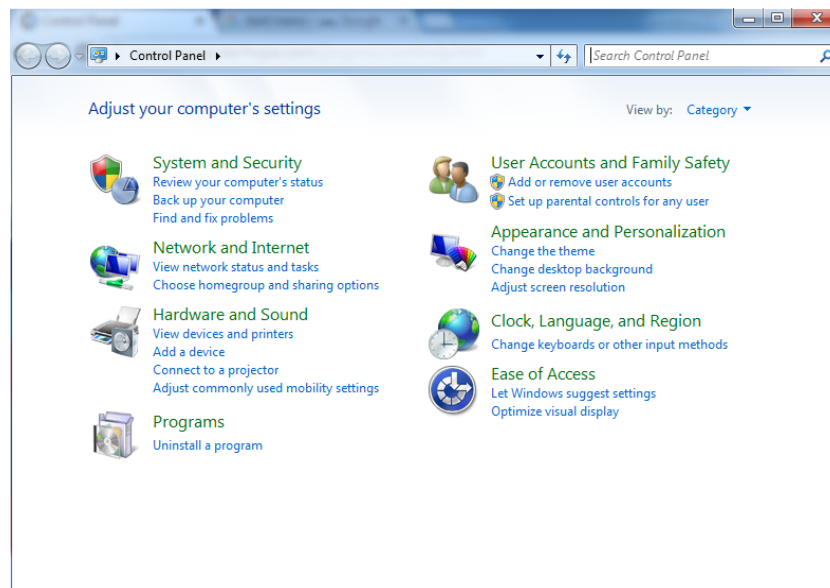 Control Panel
Control Panel
Search Control Panel
Adjust your computer's settings
View by: Category
System and Security
Review your computer's status
Back up your computer
Find and fix problems
Network and Internet
View network status and tasks
Choose homegroup and sharing options
Hardware and Sound
View devices and printers
Add a device
Connect to a projector
Adjust commonly used mobility settings
Programs
Uninstall a program
User Accounts and Family Safety
Add or remove user accounts
Set up parental controls for any user
Appearance and Personalization
Change the theme
Change desktop background
Adjust screen resolution
Clock, Language, and Region
Change keyboards or other input methods
Ease of Access
Let Windows suggest settings
Optimize visual display